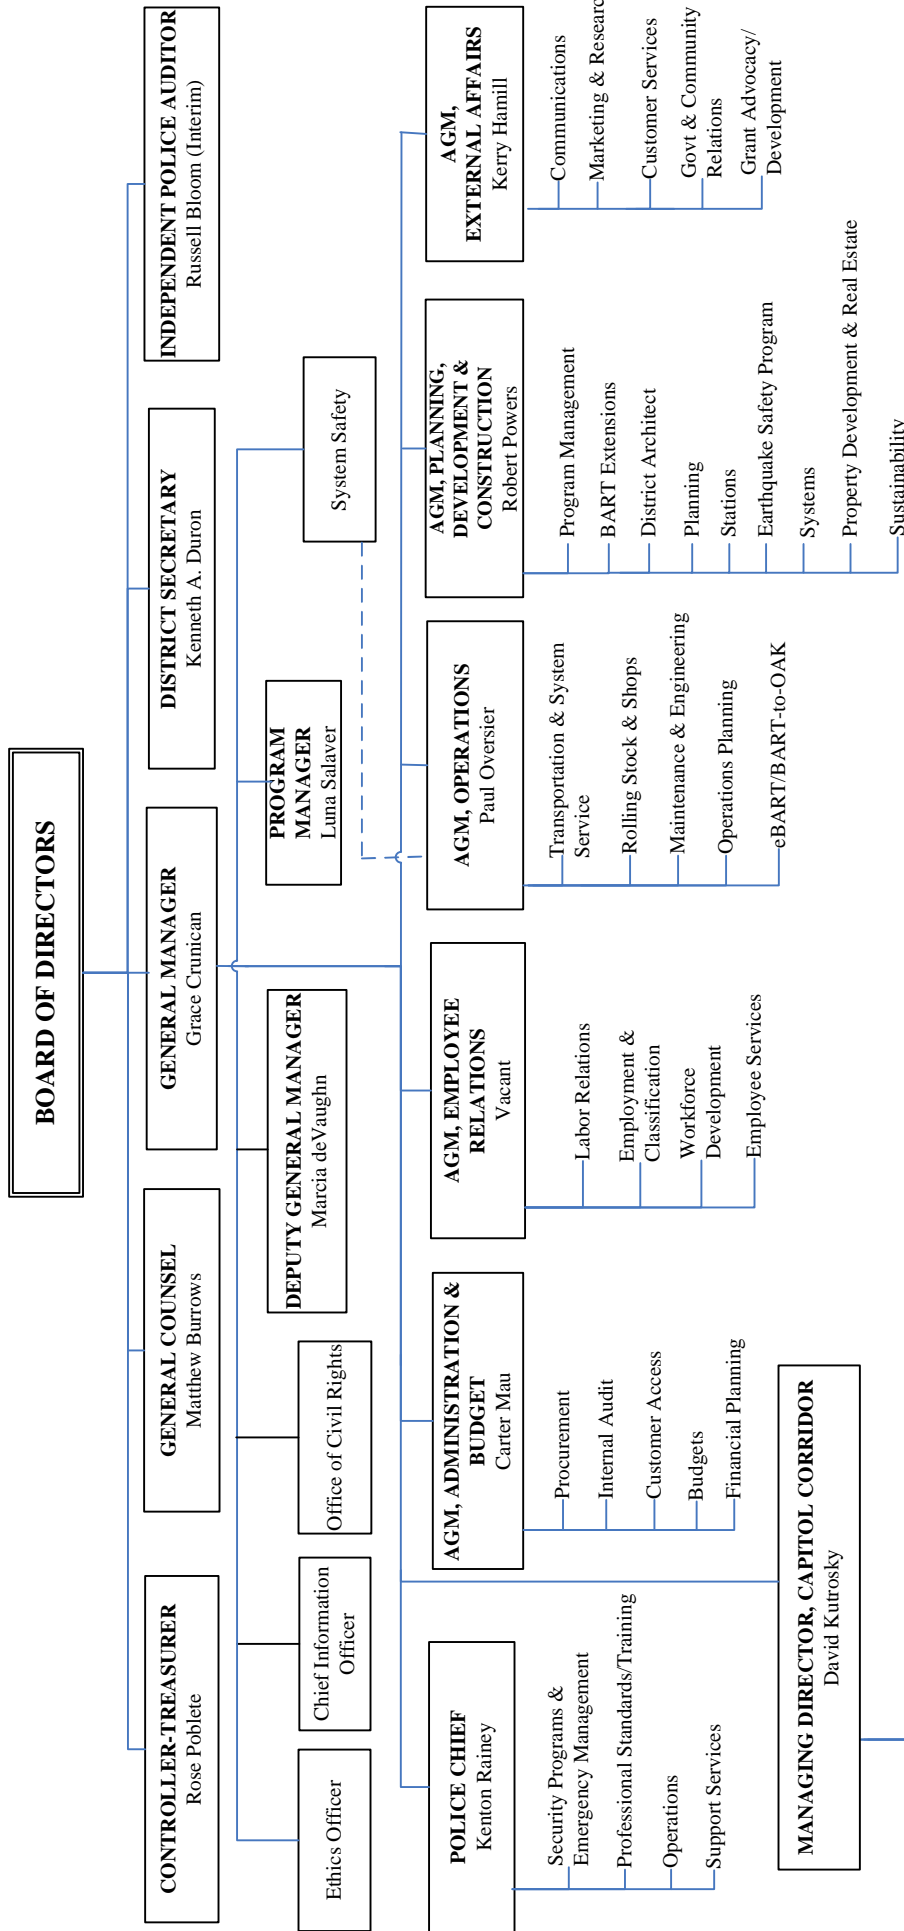 BOARD OF DIRECTORS
CONTROLLER-TREASURER
Rose Poblete
GENERAL COUNSEL
Matthew Burrows
GENERAL MANAGER
Grace Crunican
DISTRICT SECRETARY
Kenneth A. Duron
INDEPENDENT POLICE AUDITOR
Russell Bloom (Interim)
Ethics Officer
Chief Information
Officer
Office of Civil Rights
DEPUTY GENERAL MANAGER
Marcia deVaughn
PROGRAM
MANAGER
Luna Salaver
System Safety
POLICE CHIEF
Kenton Rainey
Security Programs &
Emergency Management
Professional Standards/Training
Operations
Support Services
AGM, ADMINISTRATION &
BUDGET
Carter Mau
Procurement
Internal Audit
Customer Access
Budgets
Financial Planning
AGM, EMPLOYEE
RELATIONS
Vacant
Labor Relations
Employment &
Classification
Workforce
Development
Employee Services
AGM, OPERATIONS
Paul Oversier
Transportation & System
Service
Rolling Stock & Shops
Maintenance & Engineering
Operations Planning
eBART/BART-to-OAK
AGM, PLANNING,
DEVELOPMENT &
CONSTRUCTION
Robert Powers
Program Management
BART Extensions
District Architect
Planning
Stations
Earthquake Safety Program
Systems
Property Development & Real Estate
Sustainability
AGM,
EXTERNAL AFFAIRS
Kerry Hamill
Communications
Marketing & Researc
Customer Services
Govt & Community
Relations
Grant Advocacy/
Development
MANAGING DIRECTOR, CAPITOL CORRIDOR
David Kutrosky